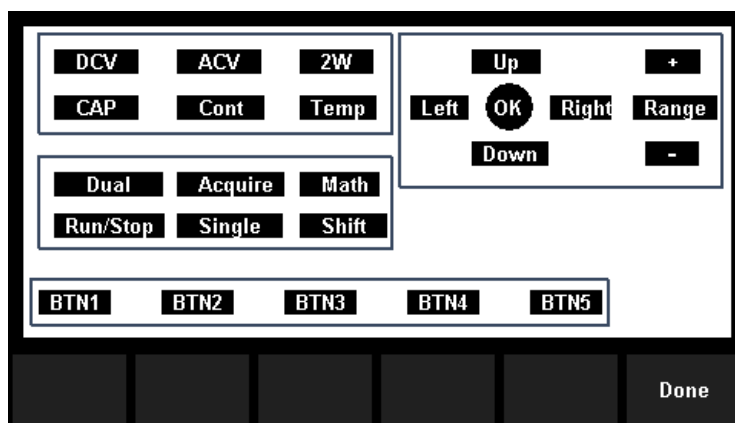 DCV ACV 2W
CAP Cont Temp
Up +
Left OK Right Range
Down -
Dual Acquire Math
Run/Stop Single Shift
BTN1 BTN2 BTN3 BTN4 BTN5
Done